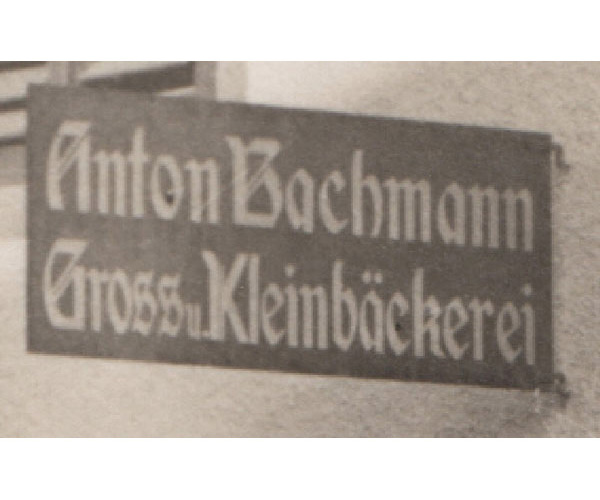 Anton Bachmann
Gross u. Kleinbäckerei